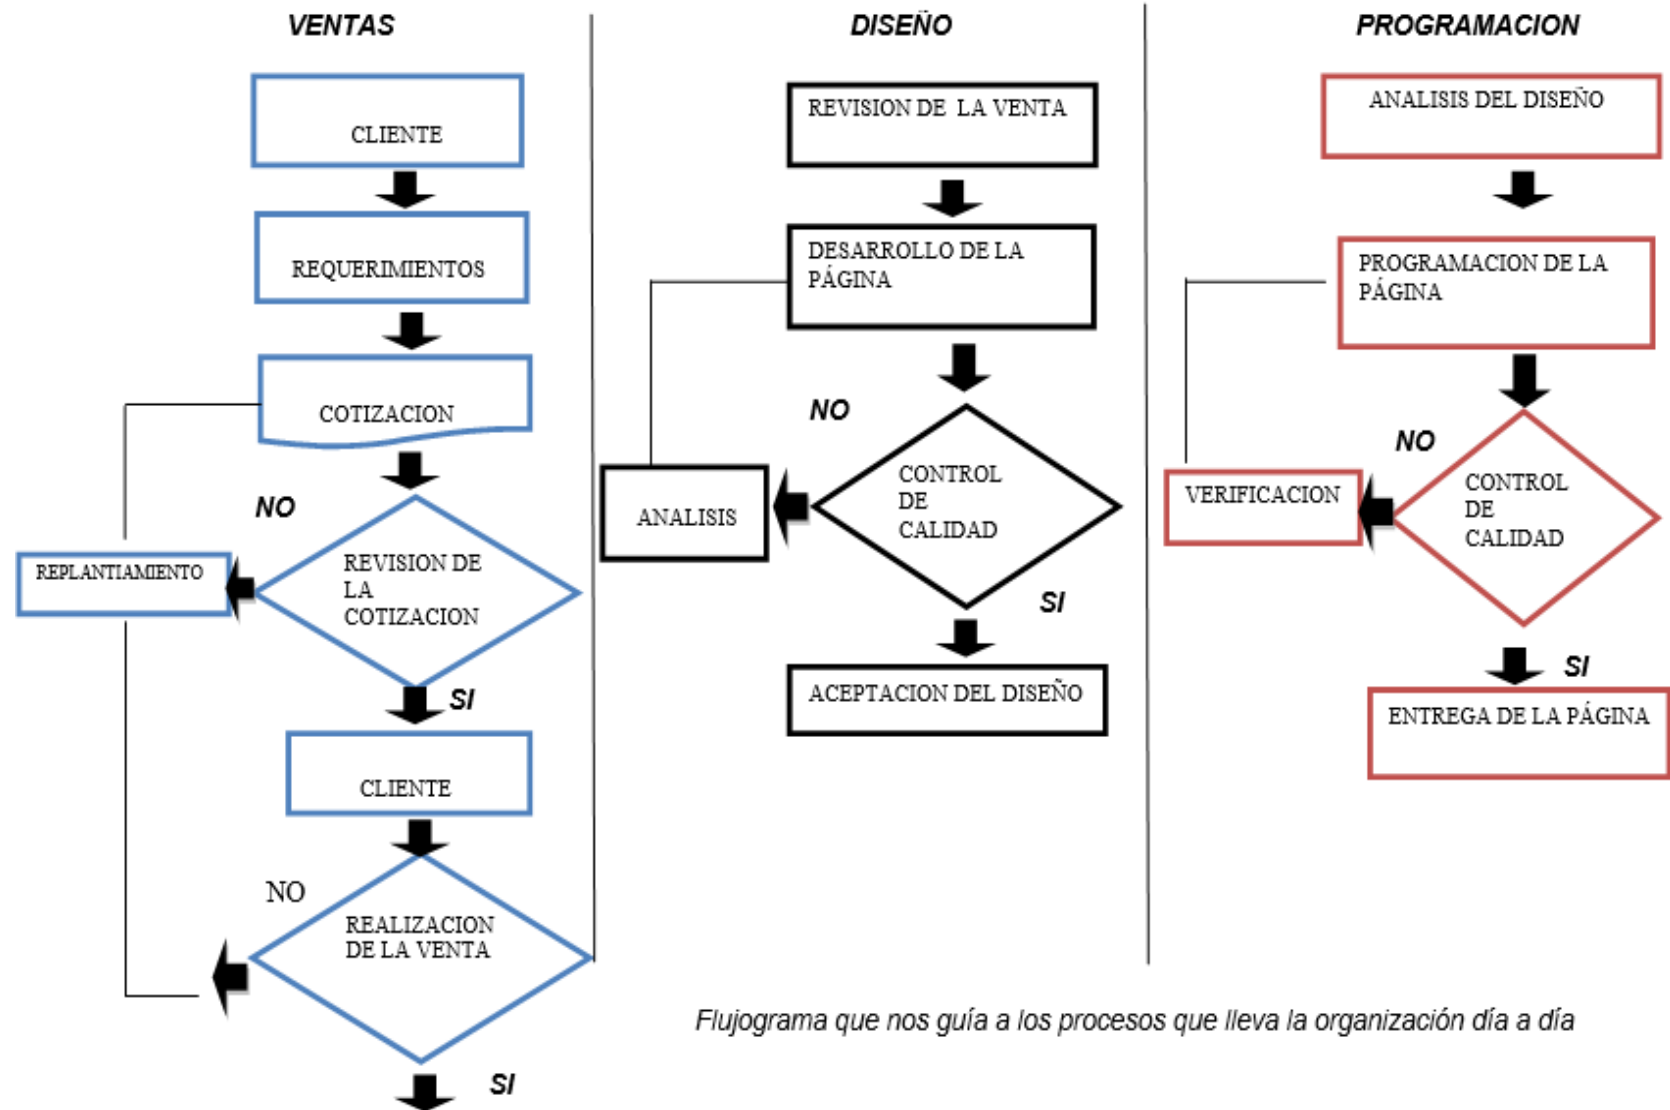 VENTAS
CLIENTE
REQUERIMIENTOS
COTIZACION
NO
REVISION DE
LA
COTIZACION
REPLANTIAMIENTO
SI
CLIENTE
NO
REALIZACION
DE LA VENTA
SI
DISEÑO
REVISION DE LA VENTA
DESARROLLO DE LA
PÁGINA
NO
CONTROL
DE
CALIDAD
ANALISIS
SI
ACEPTACION DEL DISEÑO
PROGRAMACION
ANALISIS DEL DISEÑO
PROGRAMACION DE LA
PÁGINA
NO
CONTROL
DE
CALIDAD
VERIFICACION
SI
ENTREGA DE LA PÁGINA
Flujograma que nos guía a los procesos que lleva la organización día a día